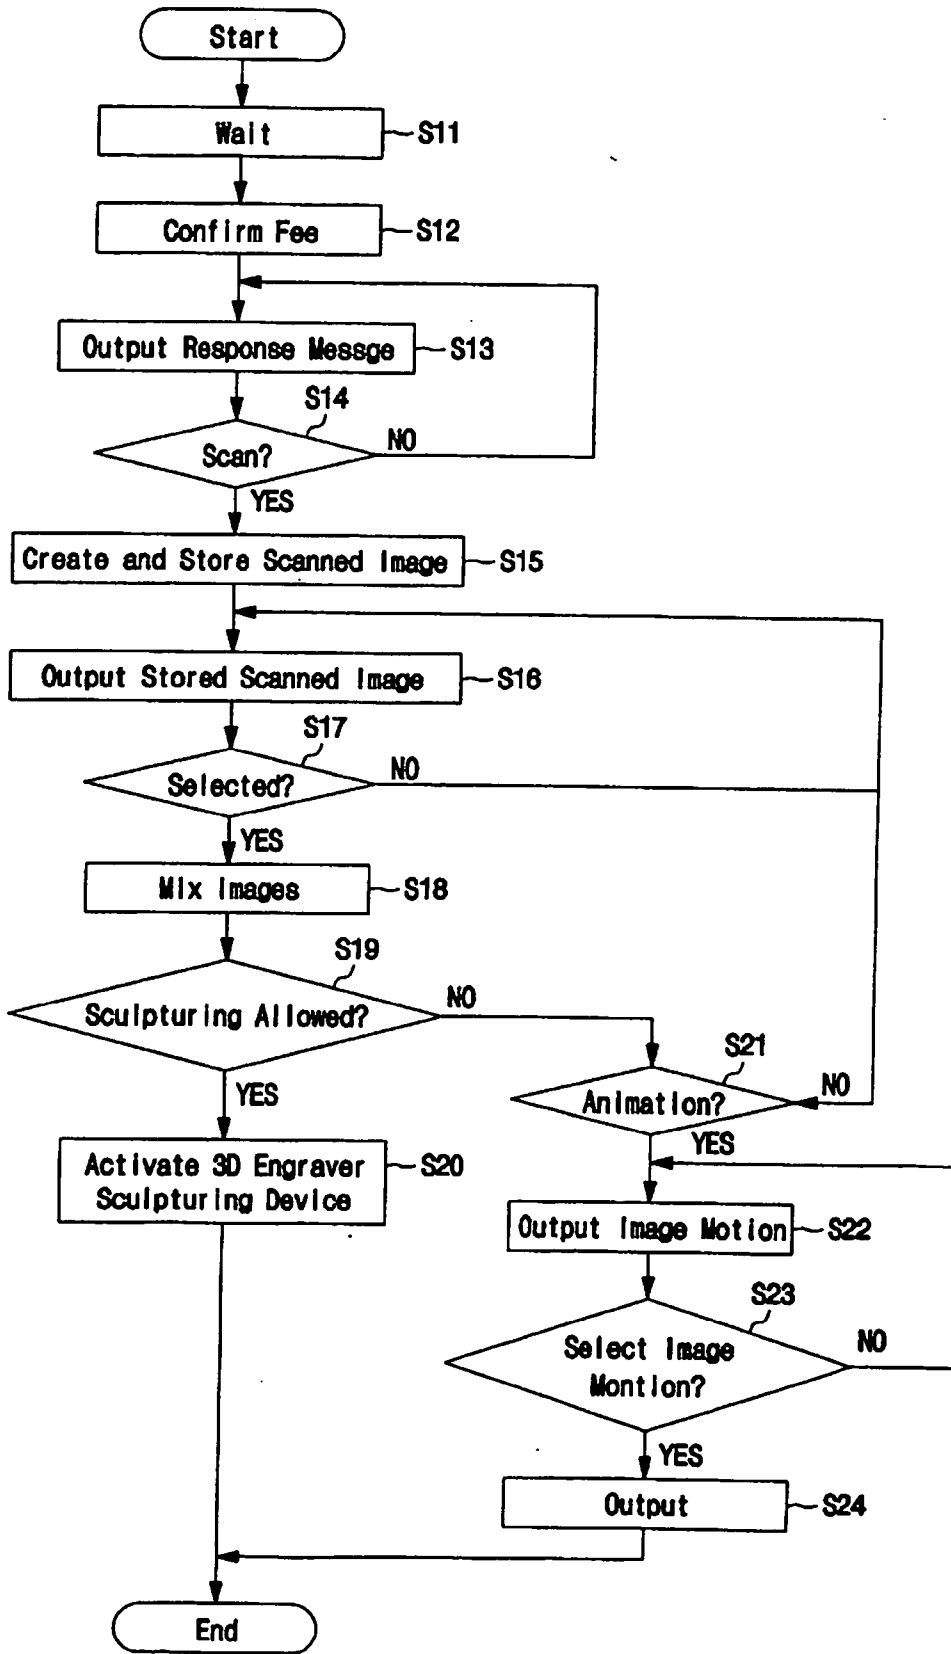 Start
Wait
S11
Confirm Fee
S12
Output Response Messge
S13
S14
Scan?
NO
YES
Create and Store Scanned Image
S15
Output Stored Scanned Image
S16
S17
Selected?
NO
YES
Mix Images
S18
S19
Sculpturing Allowed?
NO
S21
Animation?
NO
YES
YES
Activate 3D Engraver
Sculpturing Device
S20
Output Image Motion
S22
S23
Select Image
Montion?
NO
YES
Output
S24
End